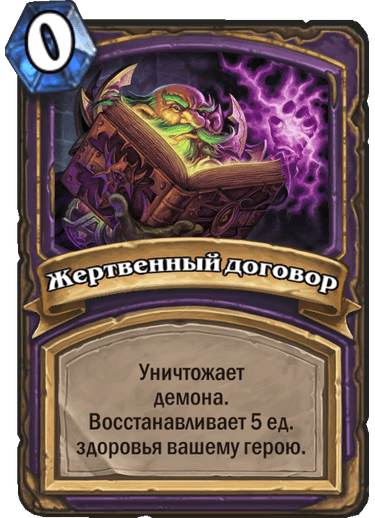 0
Жертвенный договор
Уничтожает
демона.
Восстанавливает 5 ед.
здоровья вашему герою.